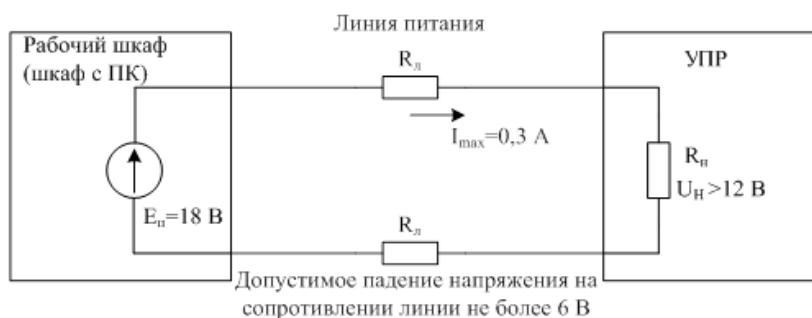 Линия питания
Рабочий шкаф
(шкаф с ПК)
УПР
Rл
Imax=0,3 А
Rн
UН >12 В
Eп=18 В
Rл
Допустимое падение напряжения на
сопротивлении линии не более 6 В